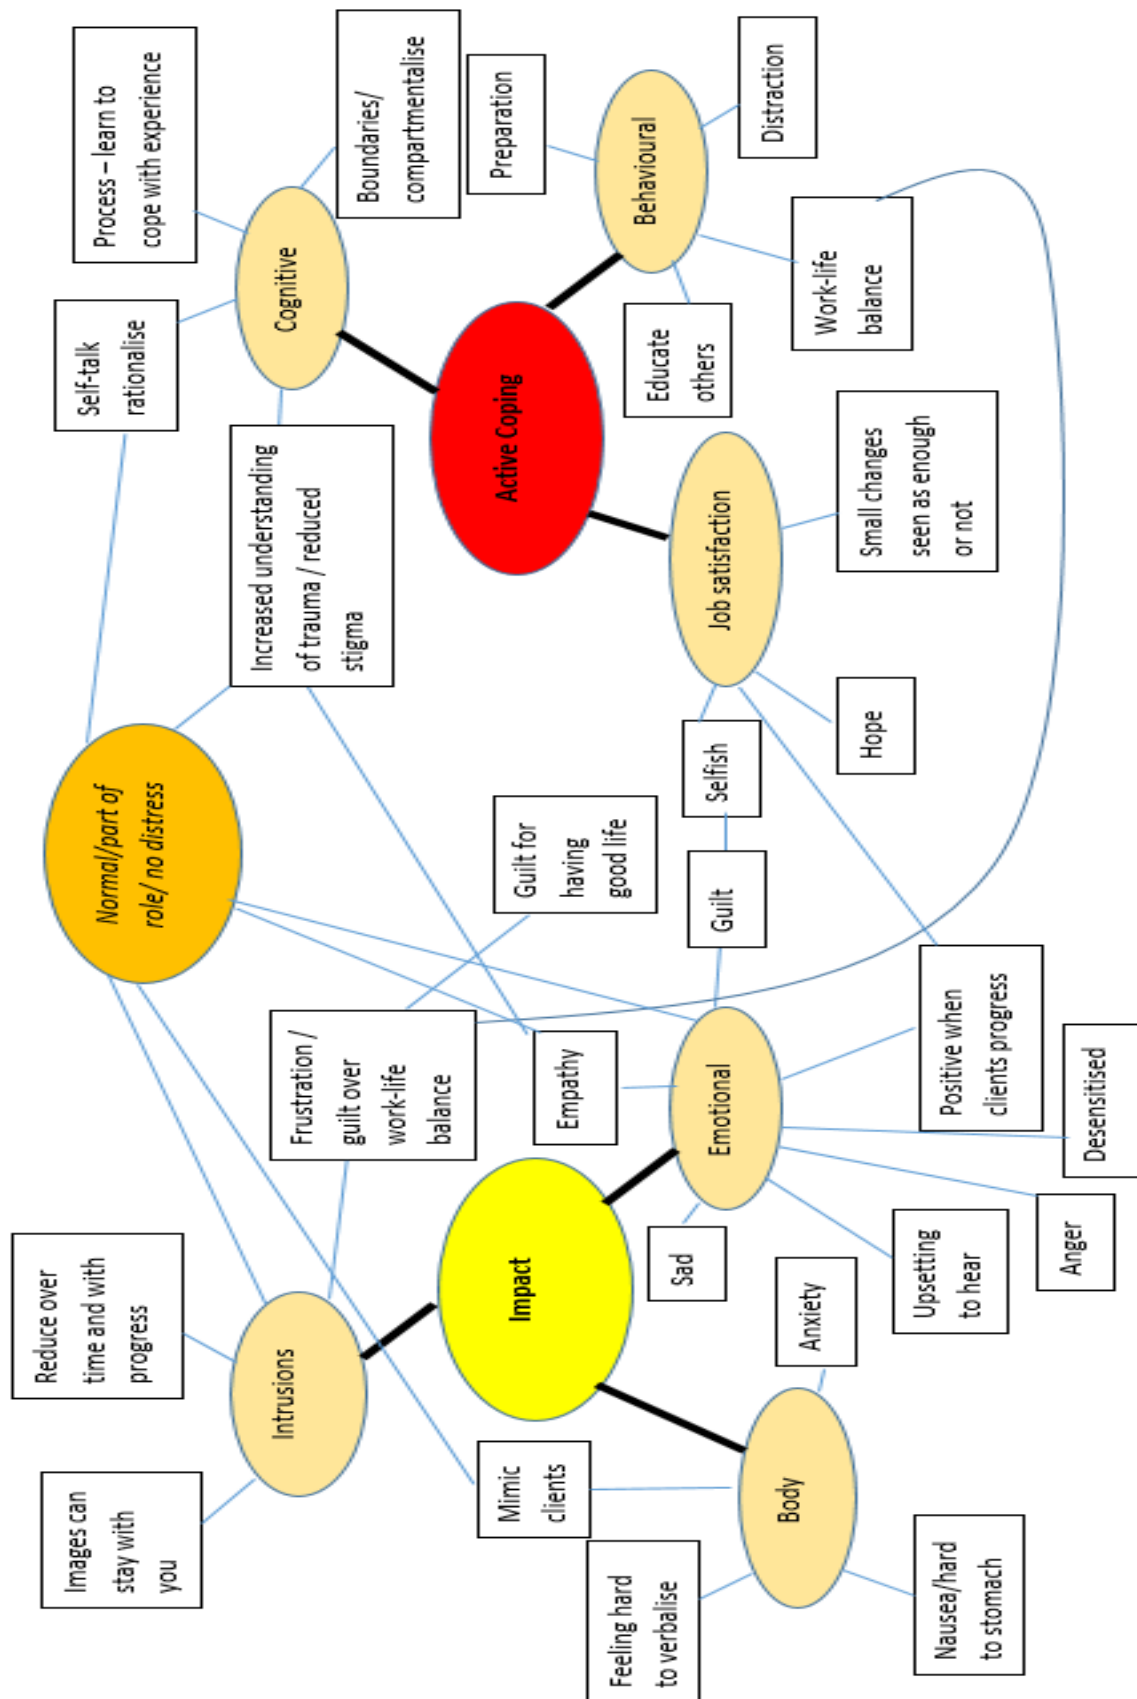 Images can
stay with
you
Reduce over
time and with
progress
Normal/part of
role/ no distress
Self-talk
rationalise
Process – learn to
cope with experience
Intrusions
Frustration /
guilt over
work-life
balance
Increased understanding
of trauma / reduced
stigma
Cognitive
Boundaries/
compartmentalise
Mimic
clients
Impact
Empathy
Guilt for
having
good life
Active Coping
Preparation
Feeling hard
to verbalise
Sad
Emotional
Guilt
Selfish
Job satisfaction
Educate
others
Behavioural
Distraction
Body
Anxiety
Nausea/hard
to stomach
Upsetting
to hear
Anger
Desensitised
Positive when
clients progress
Hope
Small changes
seen as enough
or not
Work-life
balance